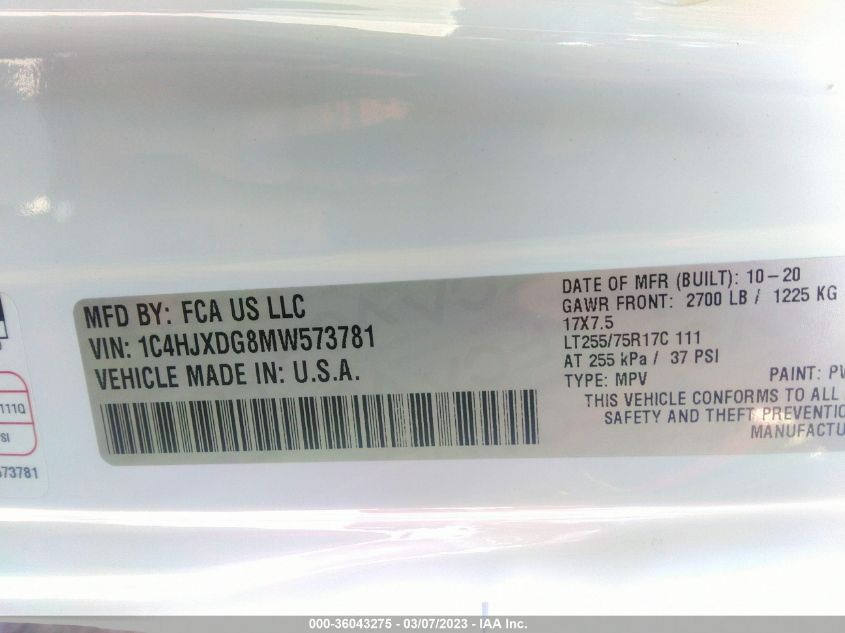 MFD BY: FCA US LLC
VIN: 1C4HJXDG8MW573781
VEHICLE MADE IN: U.S.A.
DATE OF MFR (BUILT): 10-20
GAWR FRONT: 2700 LB / 1225 KG
17X7.5
LT255/75R17C 111
AT 255 kPa / 37 PSI
TYPE: MPV PAINT: PW
THIS VEHICLE CONFORMS TO ALL
SAFETY AND THEFT PREVENTIO
MANUFACTU
111Q
SI
573781
000-36043275 - 03/07/2023 - IAA Inc.